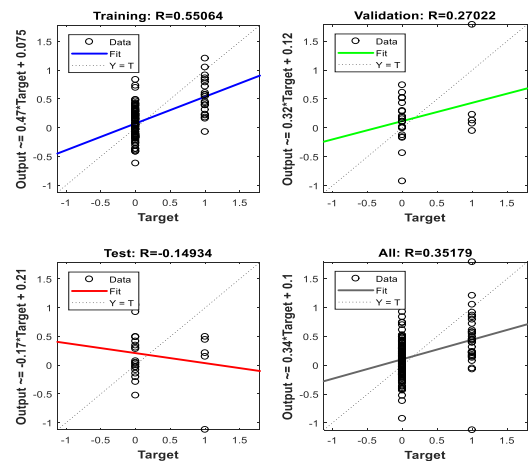 Training: R=0.55064
Output ~= 0.47*Target + 0.075
1.5
1
0.5
0
-0.5
-1
Data
Fit
Y = T
-1 -0.5 0 0.5 1 1.5
Target
Validation: R=0.27022
Output ~= 0.32*Target + 0.12
1.5
1
0.5
0
-0.5
-1
Data
Fit
Y = T
-1 -0.5 0 0.5 1 1.5
Target
Test: R=-0.14934
Output ~= -0.17*Target + 0.21
1.5
1
0.5
0
-0.5
-1
Data
Fit
Y = T
-1 -0.5 0 0.5 1 1.5
Target
All: R=0.35179
Output ~= 0.34*Target + 0.1
1.5
1
0.5
0
-0.5
-1
Data
Fit
Y = T
-1 -0.5 0 0.5 1 1.5
Target